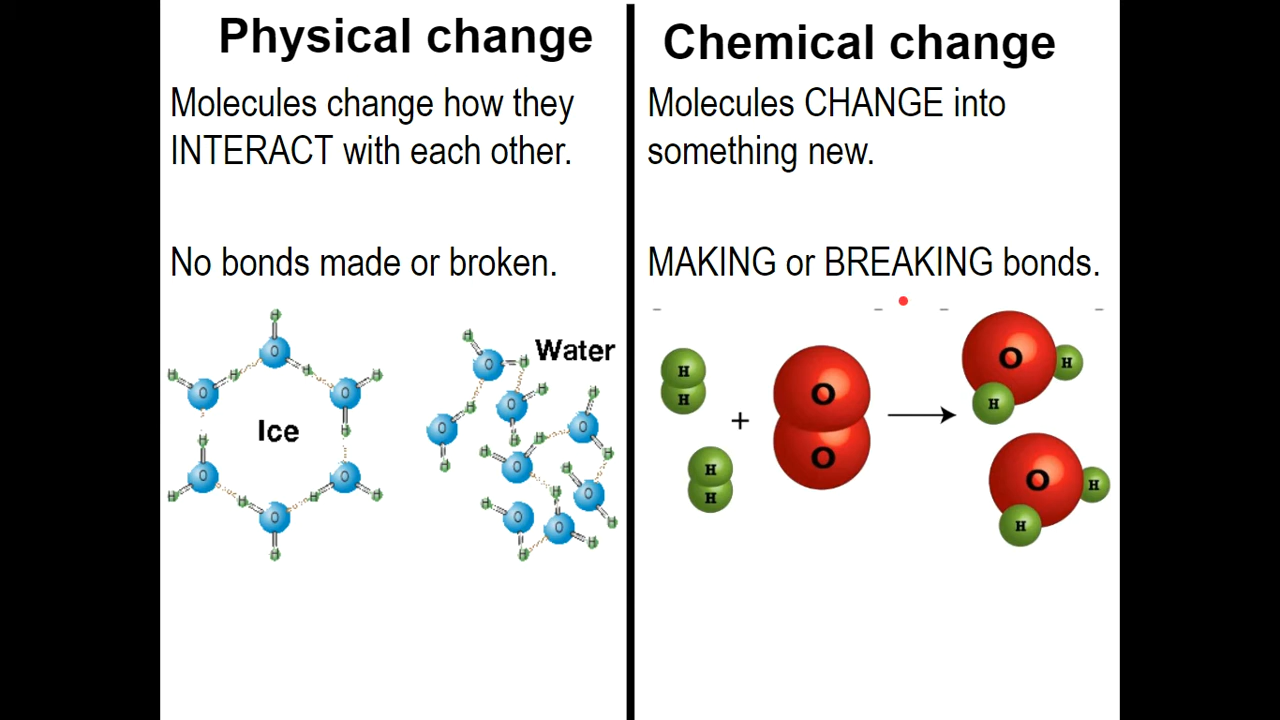 Physical change
Molecules change how they
INTERACT with each other.
No bonds made or broken.
H
O
H
H
H
H
O
O
H
Ice
H
H
O
O
H
H
H
H
O
H
H
Water
O
H
H
H
O
H
O
H
O
H
H
H
H
O
H
H
O
H
H
H
O
O
H
H
H
Chemical change
Molecules CHANGE into
something new.
MAKING or BREAKING bonds.
H
H
+
H
H
O
O
O
H
H
O
H
H